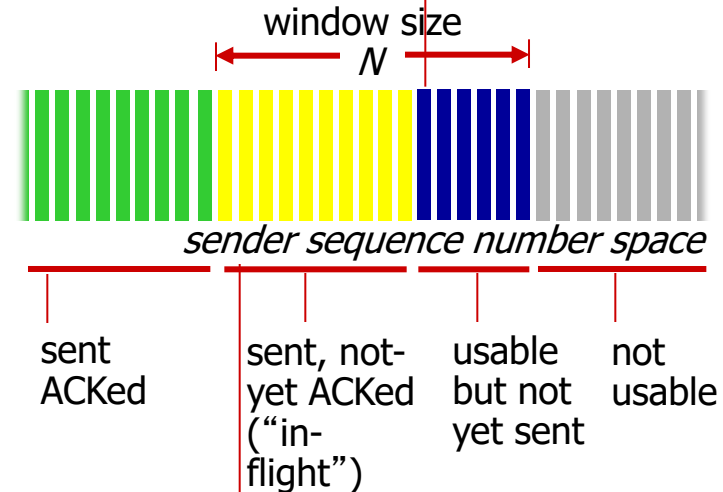 window size
N
sender sequence number space
sent
ACKed
sent, not-
yet ACKed
(“in-
flight”)
usable
but not
yet sent
not
usable